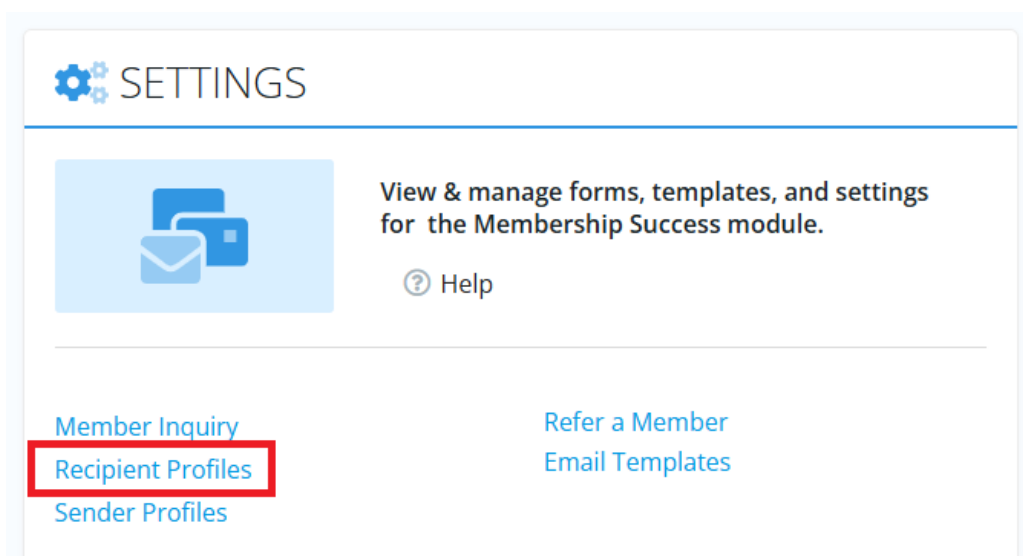 SETTINGS
View & manage forms, templates, and settings
for the Membership Success module.
Help
Member Inquiry
Recipient Profiles
Sender Profiles
Refer a Member
Email Templates